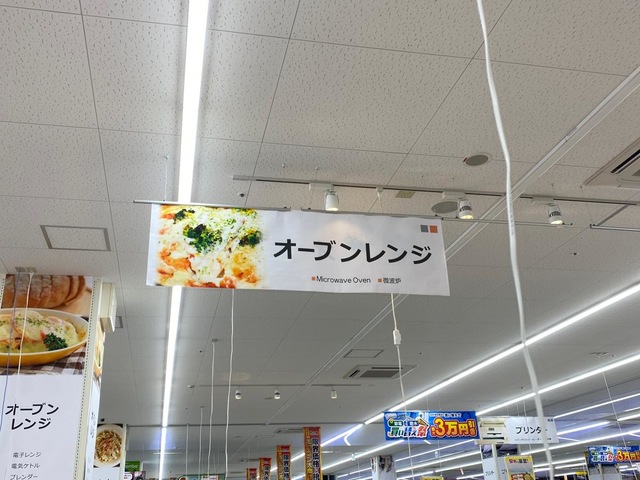 オーブンレンジ
■Microwave Oven ■微波炉
オーブン
レンジ
電子レンジ
電気ケトル
ブレンダー
3万円
プリンター